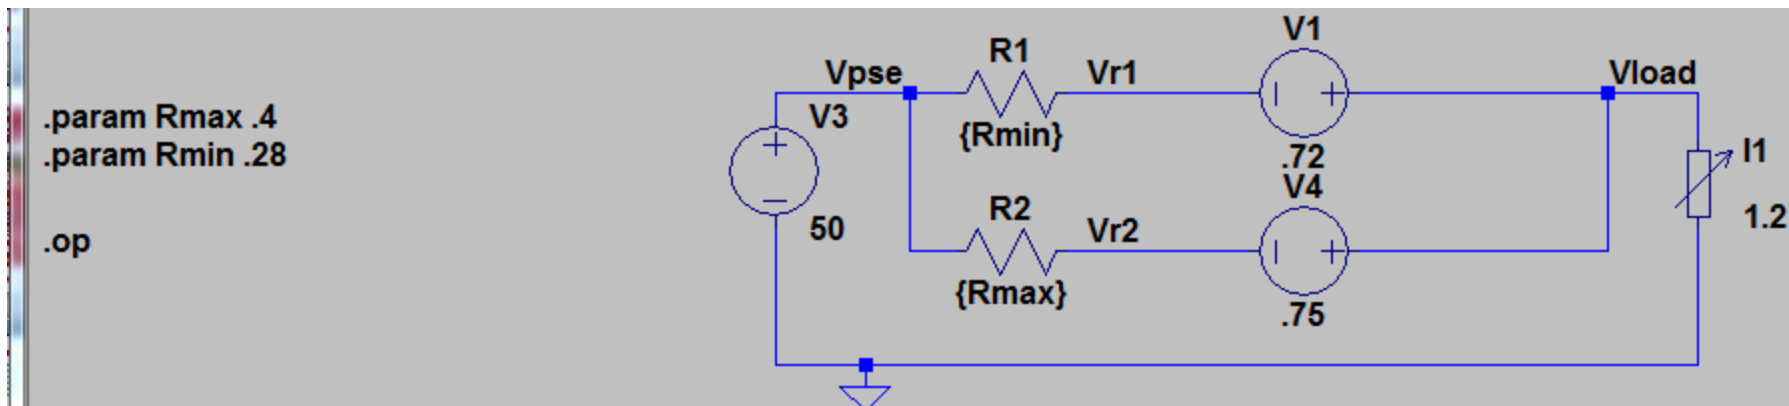 .param Rmax .4
.param Rmin .28
.op
Vpse
V3
50
R1
{Rmin}
Vr1
V1
.72
R2
{Rmax}
Vr2
V4
.75
Vload
I1
1.2